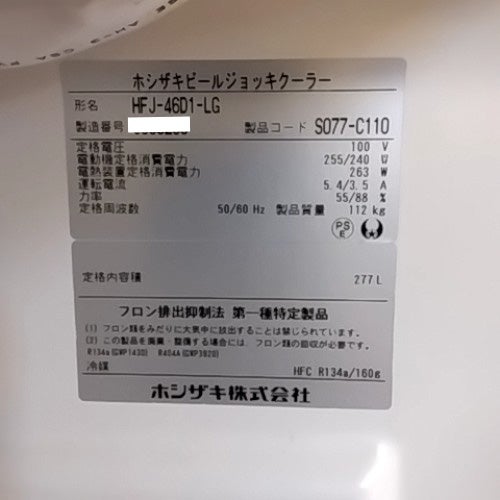 ホシザキビールジョッキクーラー
形名 HFJ-46D1-LG
製造番号
製品コード S077-C110
定格電圧 100 V
電動機定格消費電力 255/240 W
電熱装置定格消費電力 263 W
運転電流 5.4/3.5 A
力率 55/88 %
定格周波数 50/60 Hz 製品質量 112 kg
PS
E
定格内容積 277 L
フロン排出抑制法 第一種特定製品
(1) フロン類をみだりに大気中に放出することは禁じられています。
(2) この製品を廃棄・整備する場合には、フロン類の回収が必要です。
R134a(GWP1430) R404A(GWP3920)
冷媒 HFC R134a/160g
ホシザキ株式会社